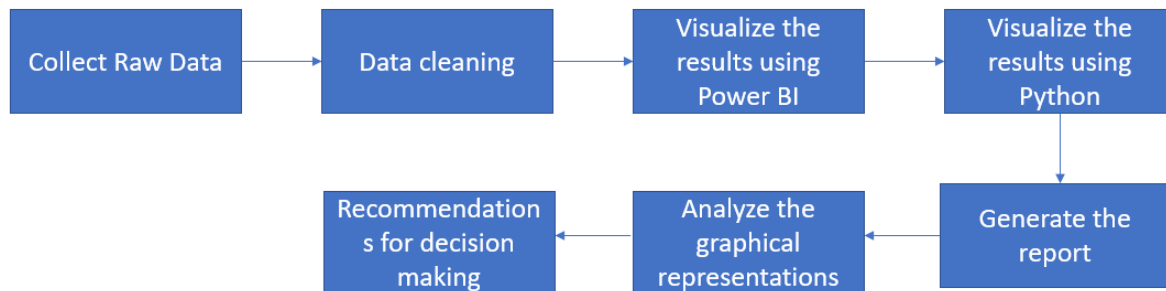 Collect Raw Data
Data cleaning
Visualize the
results using
Power BI
Visualize the
results using
Python
Generate the
report
Analyze the
graphical
representations
Recommendation
s for decision
making